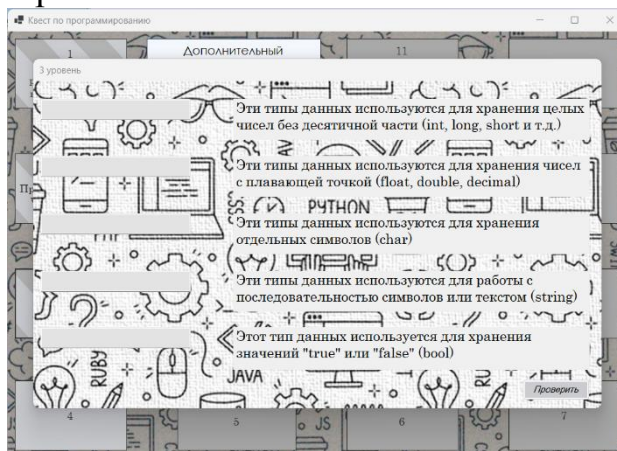 Квест по программированию
1
Дополнительный
11
3 уровень
Эти типы данных используются для хранения целых
чисел без десятичной части (int, long, short и т.д.)
Эти типы данных используются для хранения чисел
с плавающей точкой (float, double, decimal)
PYTHON
Эти типы данных используются для хранения
отдельных символов (char)
Эти типы данных используются для работы с
последовательностью символов или текстом (string)
Этот тип данных используется для хранения
значений "true" или "false" (bool)
RUBY
JAVA
RU
Проверить
4
5
JS
6
7